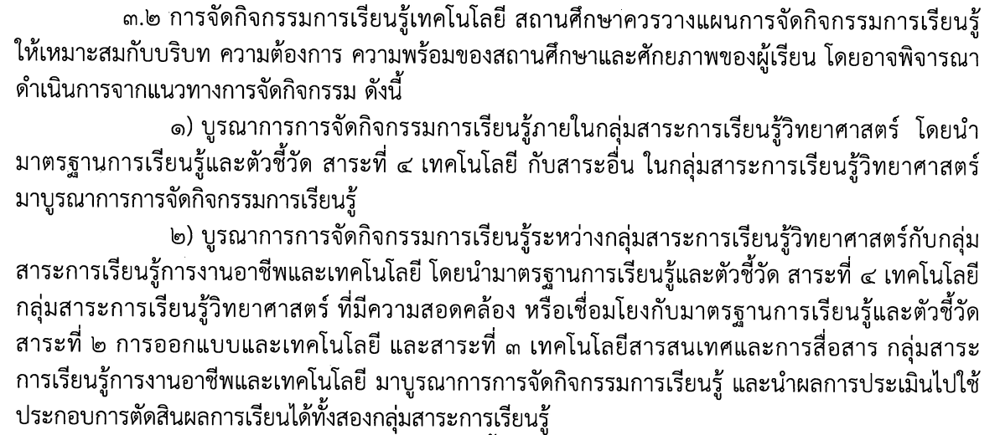 ๓.๒ การจัดกิจกรรมการเรียนรู้เทคโนโลยี สถานศึกษาควรวางแผนการจัดกิจกรรมการเรียนรู้
ให้เหมาะสมกับบริบท ความต้องการ ความพร้อมของสถานศึกษาและศักยภาพของผู้เรียน โดยอาจพิจารณา
ดำเนินการจากแนวทางการจัดกิจกรรม ดังนี้
๑) บูรณาการการจัดกิจกรรมการเรียนรู้ภายในกลุ่มสาระการเรียนรู้วิทยาศาสตร์ โดยนำ
มาตรฐานการเรียนรู้และตัวชี้วัด สาระที่ ๔ เทคโนโลยี กับสาระอื่น ในกลุ่มสาระการเรียนรู้วิทยาศาสตร์
มาบูรณาการการจัดกิจกรรมการเรียนรู้
๒) บูรณาการการจัดกิจกรรมการเรียนรู้ระหว่างกลุ่มสาระการเรียนรู้วิทยาศาสตร์กับกลุ่ม
สาระการเรียนรู้การงานอาชีพและเทคโนโลยี โดยนำมาตรฐานการเรียนรู้และตัวชี้วัด สาระที่ ๔ เทคโนโลยี
กลุ่มสาระการเรียนรู้วิทยาศาสตร์ ที่มีความสอดคล้อง หรือเชื่อมโยงกับมาตรฐานการเรียนรู้และตัวชี้วัด
สาระที่ ๒ การออกแบบและเทคโนโลยี และสาระที่ ๓ เทคโนโลยีสารสนเทศและการสื่อสาร กลุ่มสาระ
การเรียนรู้การงานอาชีพและเทคโนโลยี มาบูรณาการการจัดกิจกรรมการเรียนรู้ และนำผลการประเมินไปใช้
ประกอบการตัดสินผลการเรียนได้ทั้งสองกลุ่มสาระการเรียนรู้